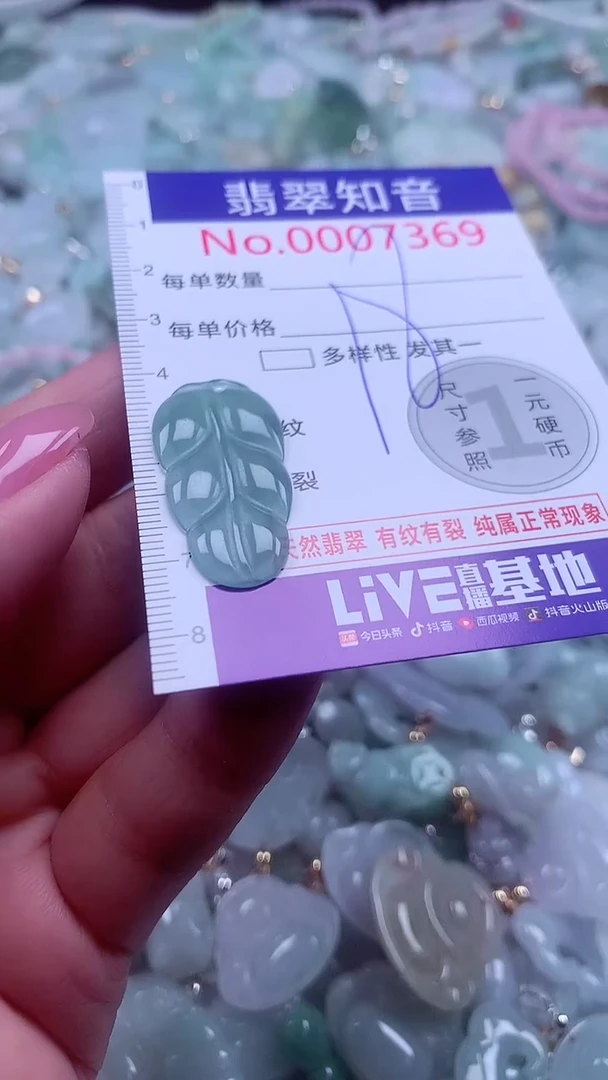 0
翡翠知音
No.0007369
1
2
每单数量
3
每单价格
多样性 发其一
4
尺寸参照
1
一元硬币
纹
裂
天然翡翠 有纹有裂 纯属正常现象
7
LiVE直播基地
8
今日头条 抖音 西瓜视频 抖音火山版